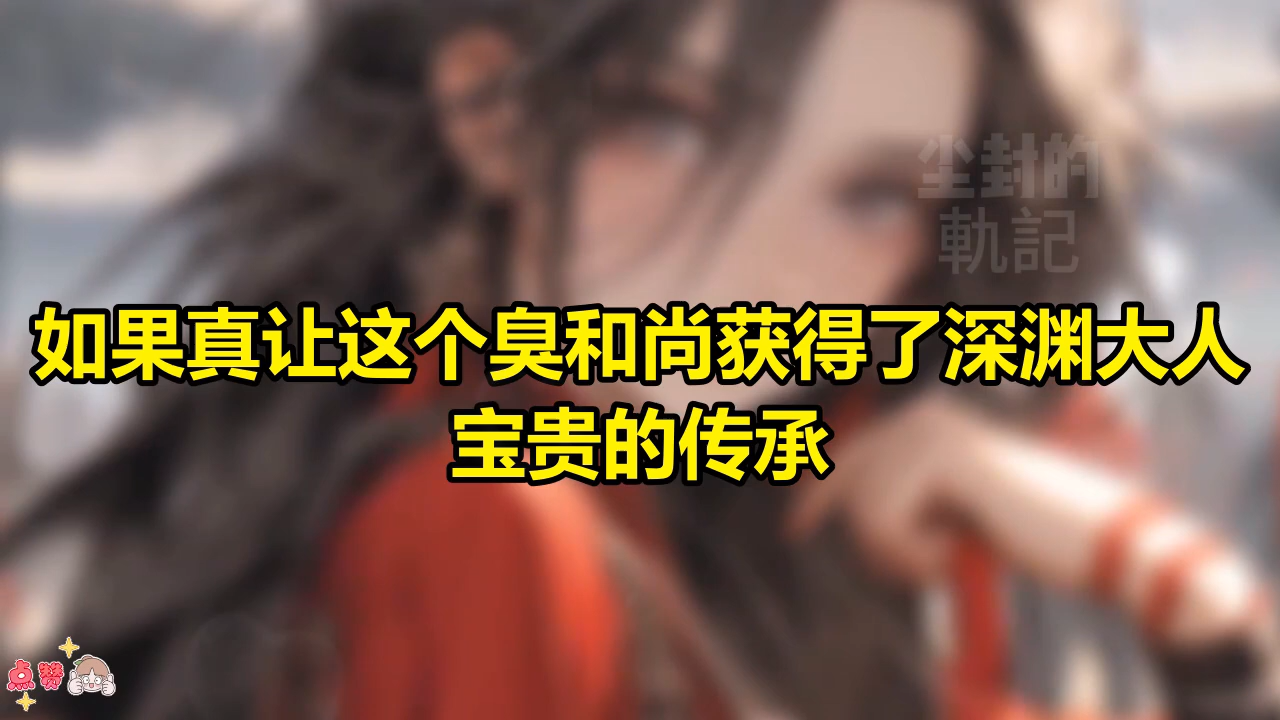 尘封的
軌記
如果真让这个臭和尚获得了深渊大人
宝贵的传承
点赞